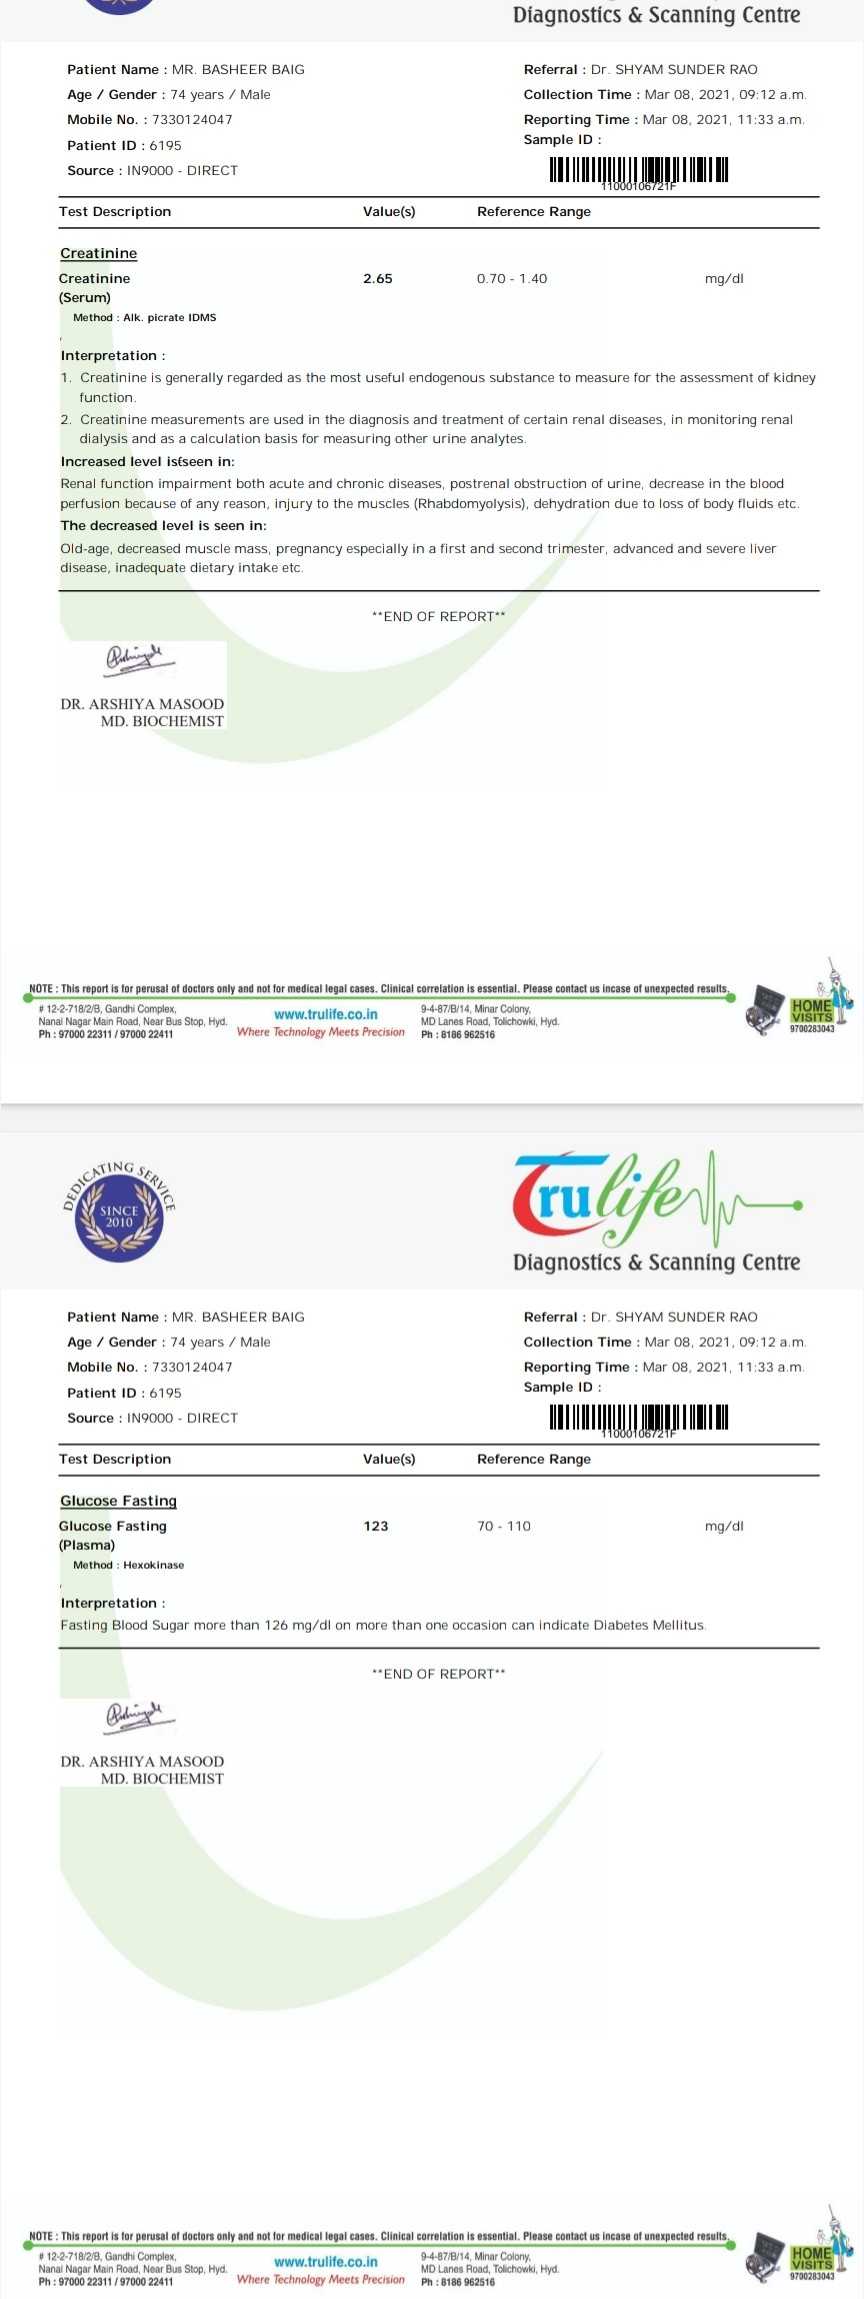 Diagnostics & Scanning Centre
Patient Name : MR. BASHEER BAIG
Age / Gender : 74 years / Male
Mobile No. : 7330124047
Patient ID : 6195
Source : IN9000 - DIRECT
Referral : Dr. SHYAM SUNDER RAO
Collection Time : Mar 08, 2021, 09:12 a.m.
Reporting Time : Mar 08, 2021, 11:33 a.m.
Sample ID :
11000106721F
Test Description Value(s) Reference Range
Creatinine
Creatinine 2.65 0.70 - 1.40 mg/dl
(Serum)
Method : Alk. picrate IDMS
,
Interpretation :
1. Creatinine is generally regarded as the most useful endogenous substance to measure for the assessment of kidney
function.
2. Creatinine measurements are used in the diagnosis and treatment of certain renal diseases, in monitoring renal
dialysis and as a calculation basis for measuring other urine analytes.
Increased level is seen in:
Renal function impairment both acute and chronic diseases, postrenal obstruction of urine, decrease in the blood
perfusion because of any reason, injury to the muscles (Rhabdomyolysis), dehydration due to loss of body fluids etc.
The decreased level is seen in:
Old-age, decreased muscle mass, pregnancy especially in a first and second trimester, advanced and severe liver
disease, inadequate dietary intake etc.
**END OF REPORT**
DR. ARSHIYA MASOOD
MD. BIOCHEMIST
NOTE : This report is for perusal of doctors only and not for medical legal cases. Clinical correlation is essential. Please contact us incase of unexpected results.
# 12-2-718/2/B, Gandhi Complex,
Nanal Nagar Main Road, Near Bus Stop, Hyd.
Ph : 97000 22311 / 97000 22411
www.trulife.co.in
Where Technology Meets Precision
9-4-87/B/14, Minar Colony,
MD Lanes Road, Tolichowki, Hyd.
Ph : 8186 962516
HOME
VISITS
9700283043
DEDICATING SERVICE
SINCE
2010
Trulife
Diagnostics & Scanning Centre
Patient Name : MR. BASHEER BAIG
Age / Gender : 74 years / Male
Mobile No. : 7330124047
Patient ID : 6195
Source : IN9000 - DIRECT
Referral : Dr. SHYAM SUNDER RAO
Collection Time : Mar 08, 2021, 09:12 a.m.
Reporting Time : Mar 08, 2021, 11:33 a.m.
Sample ID :
11000106721F
Test Description Value(s) Reference Range
Glucose Fasting
Glucose Fasting 123 70 - 110 mg/dl
(Plasma)
Method : Hexokinase
,
Interpretation :
Fasting Blood Sugar more than 126 mg/dl on more than one occasion can indicate Diabetes Mellitus.
**END OF REPORT**
DR. ARSHIYA MASOOD
MD. BIOCHEMIST
NOTE : This report is for perusal of doctors only and not for medical legal cases. Clinical correlation is essential. Please contact us incase of unexpected results.
# 12-2-718/2/B, Gandhi Complex,
Nanal Nagar Main Road, Near Bus Stop, Hyd.
Ph : 97000 22311 / 97000 22411
www.trulife.co.in
Where Technology Meets Precision
9-4-87/B/14, Minar Colony,
MD Lanes Road, Tolichowki, Hyd.
Ph : 8186 962516
HOME
VISITS
9700283043